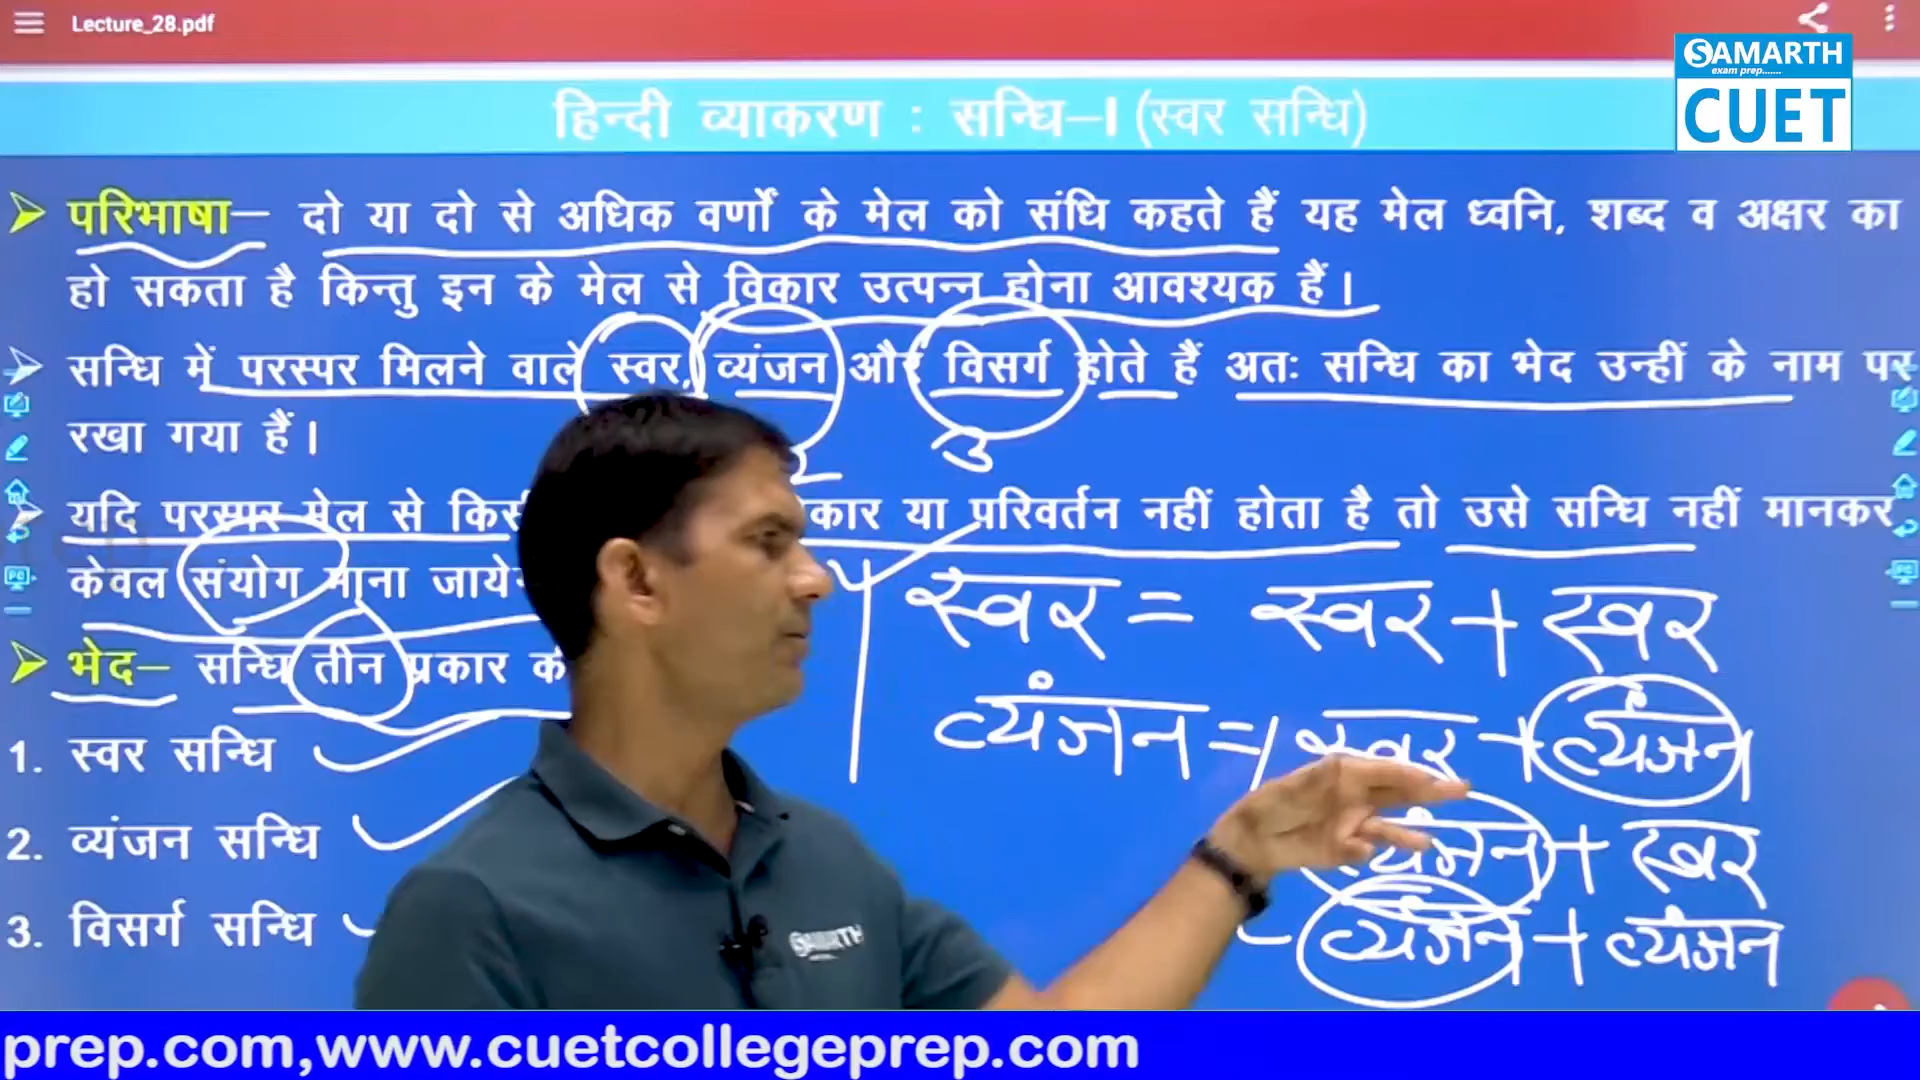 Lecture_28.pdf
SAMARTH
exam prep.......
CUET
हिन्दी व्याकरण : सन्धि–I (स्वर सन्धि)
परिभाषा– दो या दो से अधिक वर्णों के मेल को संधि कहते हैं यह मेल ध्वनि, शब्द व अक्षर का
हो सकता है किन्तु इन के मेल से विकार उत्पन्न होना आवश्यक हैं।
सन्धि में परस्पर मिलने वाले स्वर, व्यंजन और विसर्ग होते हैं अतः सन्धि का भेद उन्हीं के नाम पर
रखा गया हैं।
2 3
यदि परस्पर मेल से कार या परिवर्तन नहीं होता है तो उसे सन्धि नहीं मानकर
केवल संयोग माना
स्वर = स्वर + स्वर
भेद– सन्धि तीन प्रकार
व्यंजन = स्वर + व्यंजन
1. स्वर सन्धि
2. व्यंजन सन्धि
व्यंजन + स्वर
3. विसर्ग सन्धि
व्यंजन + व्यंजन
SAMARTH
prep.com,www.cuetcollegeprep.com